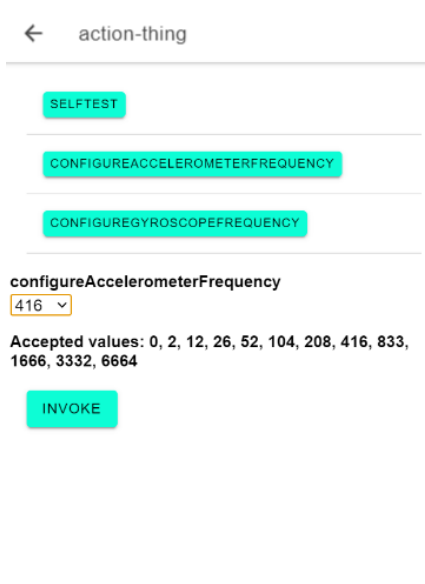 action-thing
SELFTEST
CONFIGUREACCELEROMETERFREQUENCY
CONFIGUREGYROSCOPEFREQUENCY
configureAccelerometerFrequency
416
Accepted values: 0, 2, 12, 26, 52, 104, 208, 416, 833,
1666, 3332, 6664
INVOKE